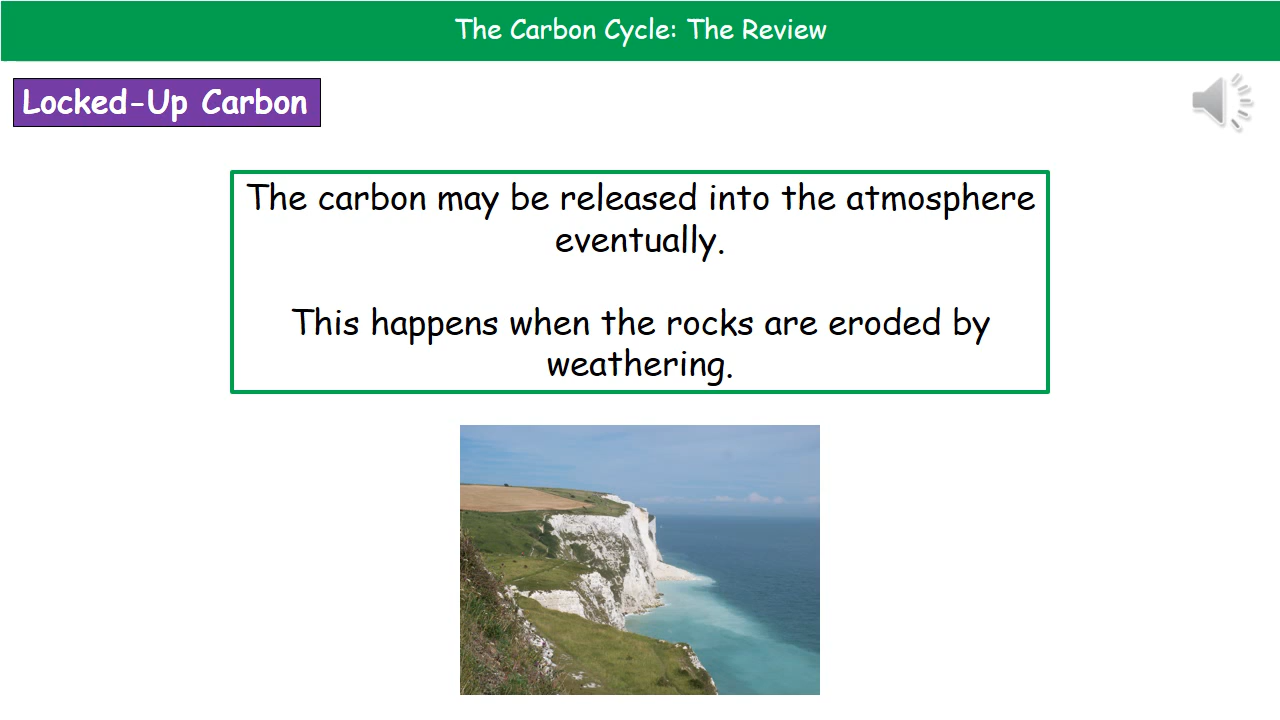 The Carbon Cycle: The Review
Locked-Up Carbon
The carbon may be released into the atmosphere
eventually.
This happens when the rocks are eroded by
weathering.